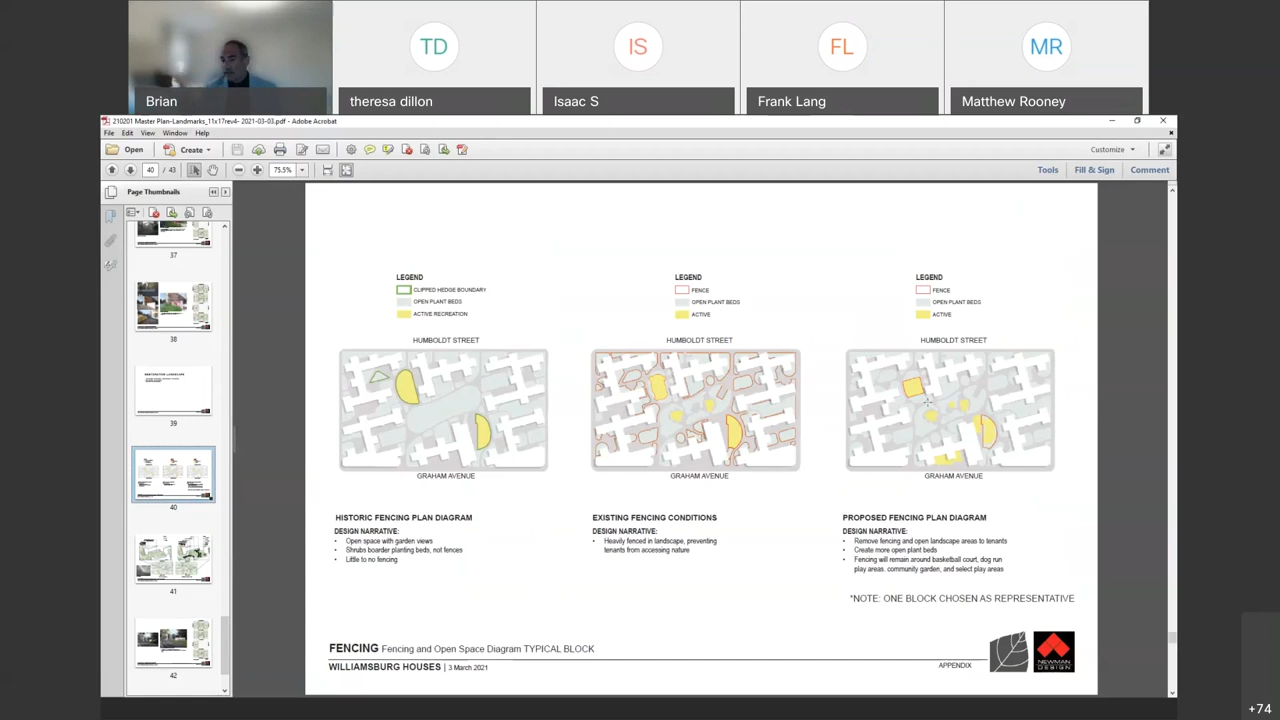 TD
IS
FL
MR
Brian
theresa dillon
Isaac S
Frank Lang
Matthew Rooney
210201 Master Plan-Landmarks_11x17rev4- 2021-03-03.pdf - Adobe Acrobat
File Edit View Window Help
Open
Create
Customize
40 / 43
75.5%
Tools
Fill & Sign
Comment
Page Thumbnails
37
38
39
40
41
42
LEGEND
CLIPPED HEDGE BOUNDARY
OPEN PLANT BEDS
ACTIVE RECREATION
HUMBOLDT STREET
GRAHAM AVENUE
HISTORIC FENCING PLAN DIAGRAM
DESIGN NARRATIVE:
• Open space with garden views
• Shrubs boarder planting beds, not fences
• Little to no fencing
LEGEND
FENCE
OPEN PLANT BEDS
ACTIVE
HUMBOLDT STREET
GRAHAM AVENUE
EXISTING FENCING CONDITIONS
DESIGN NARRATIVE:
• Heavily fenced in landscape, preventing
tenants from accessing nature
LEGEND
FENCE
OPEN PLANT BEDS
ACTIVE
HUMBOLDT STREET
GRAHAM AVENUE
PROPOSED FENCING PLAN DIAGRAM
DESIGN NARRATIVE:
• Remove fencing and open landscape areas to tenants
• Create more open plant beds
• Fencing will remain around basketball court, dog run
play areas, community garden, and select play areas
*NOTE: ONE BLOCK CHOSEN AS REPRESENTATIVE
FENCING Fencing and Open Space Diagram TYPICAL BLOCK
WILLIAMSBURG HOUSES | 3 March 2021
APPENDIX
NEWMAN
DESIGN
+74